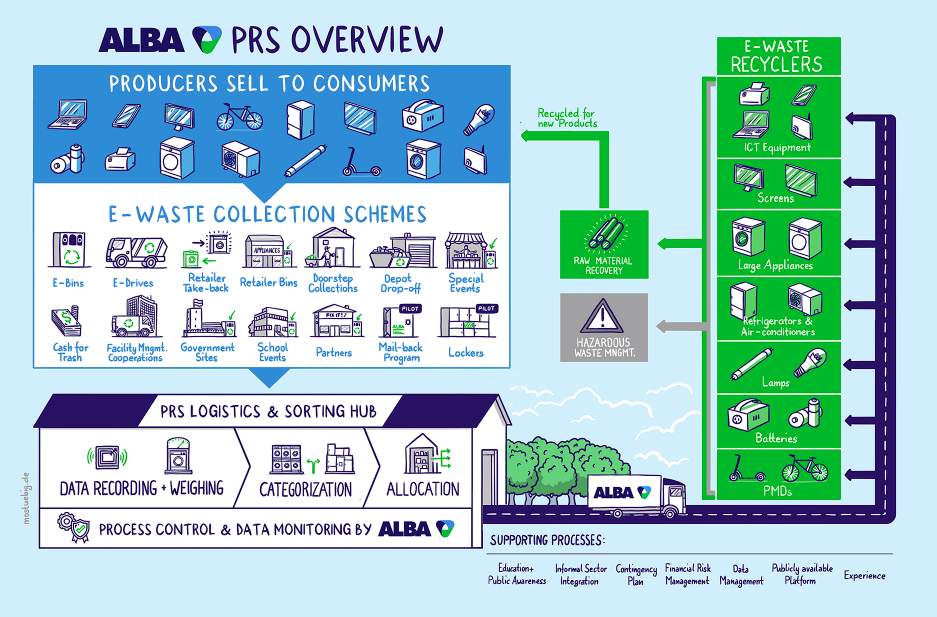 ALBA PRS OVERVIEW
PRODUCERS SELL TO CONSUMERS
E-WASTE COLLECTION SCHEMES
E-Bins
E-Drives
Retailer
Take-back
APPLIANCES
Retailer Bins
Doorstep
Collections
Depot
Drop-off
Special
Events
Cash for
Trash
Facility Mngmt.
Cooperations
Government
Sites
School
Events
FIX IT!
Partners
PILOT
ALBA
Mail-back
Program
PILOT
Lockers
PRS LOGISTICS & SORTING HUB
DATA RECORDING + WEIGHING
CATEGORIZATION
ALLOCATION
PROCESS CONTROL & DATA MONITORING BY ALBA
ALBA
Recycled for
new Products
RAW MATERIAL
RECOVERY
HAZARDOUS
WASTE MNGMT.
E-WASTE
RECYCLERS
ICT Equipment
Screens
Large Appliances
Refrigerators &
Air-conditioners
Lamps
Batteries
PMDs
SUPPORTING PROCESSES:
Education+
Public Awareness
Informal Sector
Integration
Contingency
Plan
Financial Risk
Management
Data
Management
Publicly available
Platform
Experience